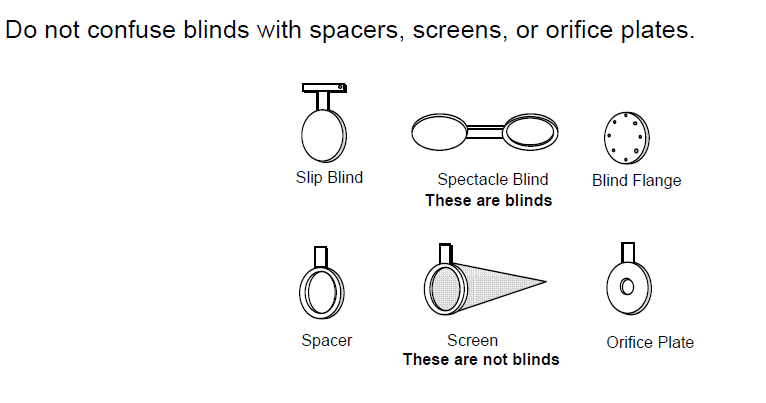 Do not confuse blinds with spacers, screens, or orifice plates.
Slip Blind
Spectacle Blind
Blind Flange
These are blinds
Spacer
Screen
Orifice Plate
These are not blinds